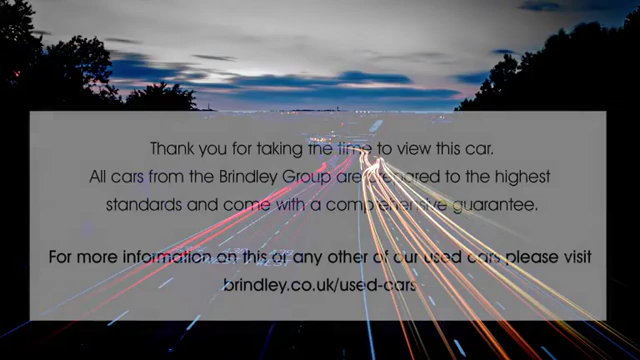 Thank you for taking the time to view this car.
All cars from the Brindley Group are prepared to the highest
standards and come with a comprehensive guarantee.
For more information on this or any other of our used cars please visit
brindley.co.uk/used-cars